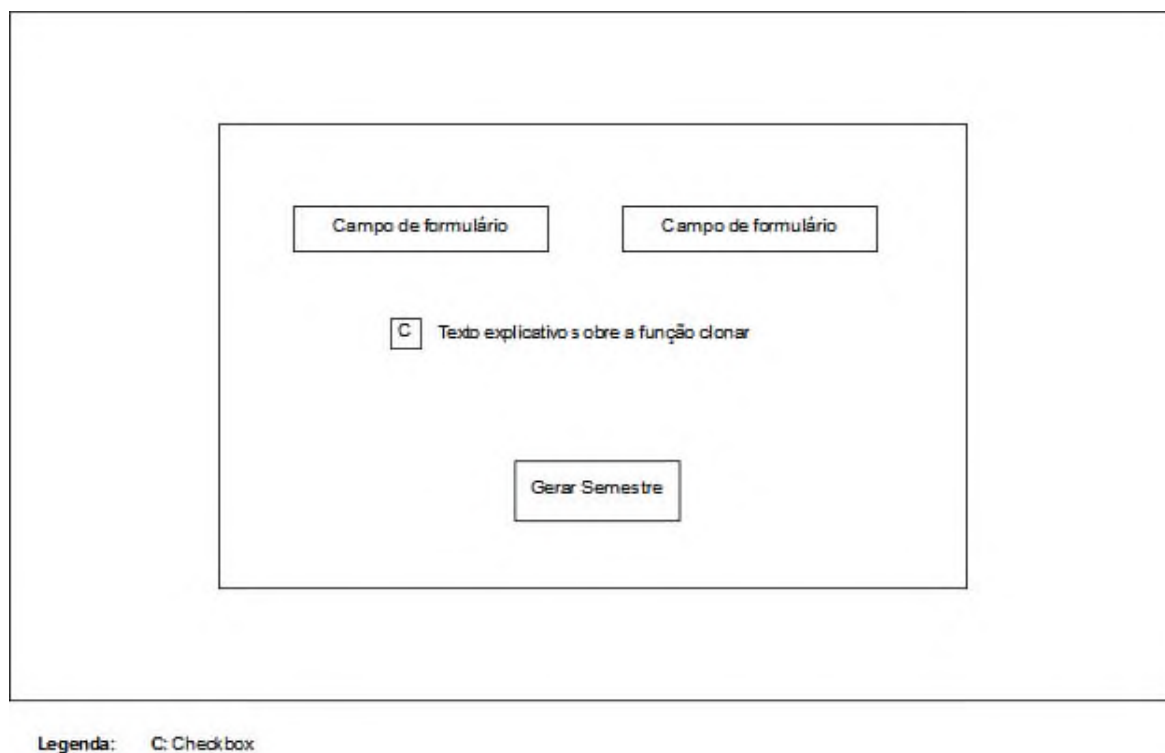 Campo de formulário
Campo de formulário
C
Texto explicativo sobre a função clonar
Gerar Semestre
Legenda: C: Checkbox